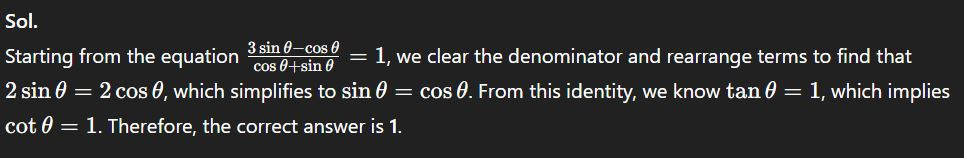 Sol.
Starting from the equation $\frac{3 \sin \theta - \cos \theta}{\cos \theta + \sin \theta} = 1$, we clear the denominator and rearrange terms to find that
$2 \sin \theta = 2 \cos \theta$, which simplifies to $\sin \theta = \cos \theta$. From this identity, we know $\tan \theta = 1$, which implies
$\cot \theta = 1$. Therefore, the correct answer is 1.